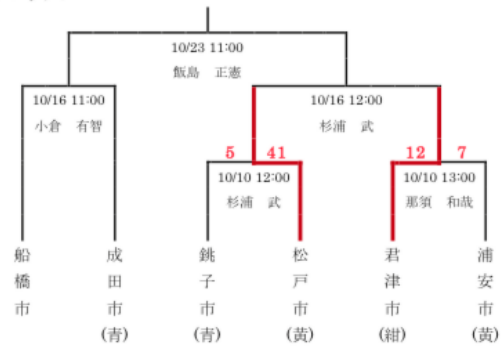 10/23 11:00
飯島　正憲
10/16 11:00
小倉　有智
10/16 12:00
杉浦　武
5 41
12 7
10/10 12:00
杉浦　武
10/10 13:00
那須　和哉
船橋市
成田市(青)
銚子市(青)
松戸市(黄)
君津市(紺)
浦安市(黄)